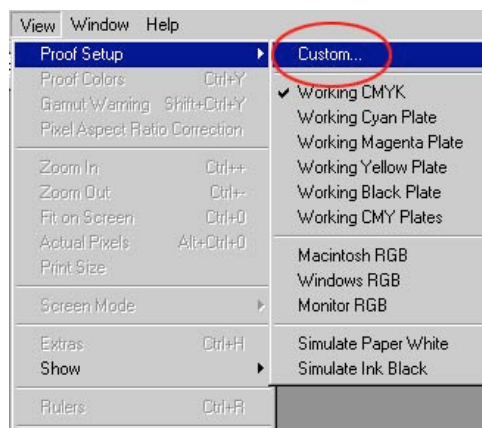 View Window Help
Proof Setup
Proof Colors Ctrl+Y
Gamut Warning Shift+Ctrl+Y
Pixel Aspect Ratio Correction
Zoom In Ctrl++
Zoom Out Ctrl+-
Fit on Screen Ctrl+0
Actual Pixels Alt+Ctrl+0
Print Size
Screen Mode
Extras Ctrl+H
Show
Rulers Ctrl+R
Custom...
Working CMYK
Working Cyan Plate
Working Magenta Plate
Working Yellow Plate
Working Black Plate
Working CMY Plates
Macintosh RGB
Windows RGB
Monitor RGB
Simulate Paper White
Simulate Ink Black